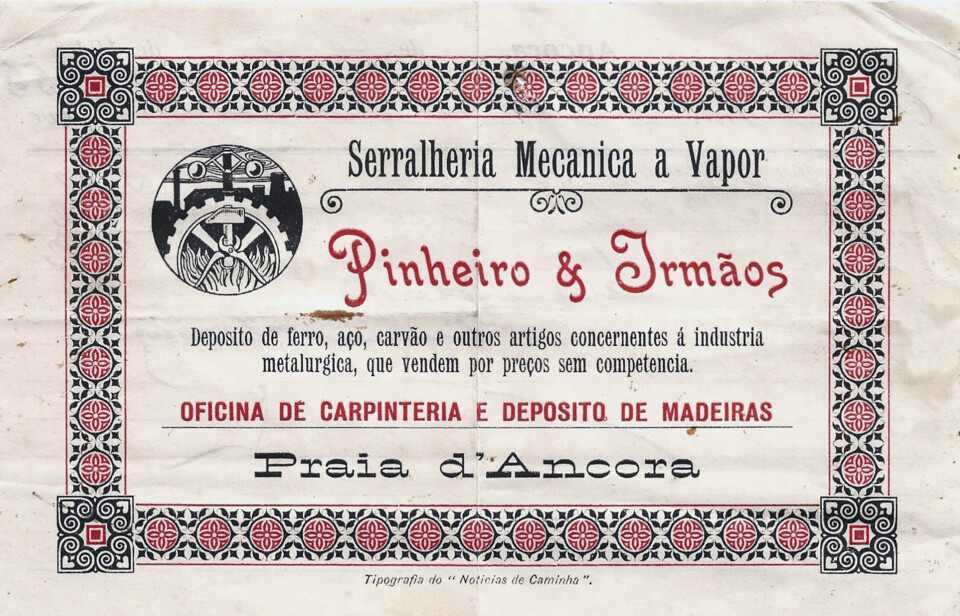 Serralheria Mecanica a Vapor
Pinheiro & Irmãos
Deposito de ferro, aço, carvão e outros artigos concernentes á industria
metalurgica, que vendem por preços sem competencia.
OFICINA DE CARPINTERIA E DEPOSITO DE MADEIRAS
Praia d'Ancora
Tipografia do "Noticias de Caminha".